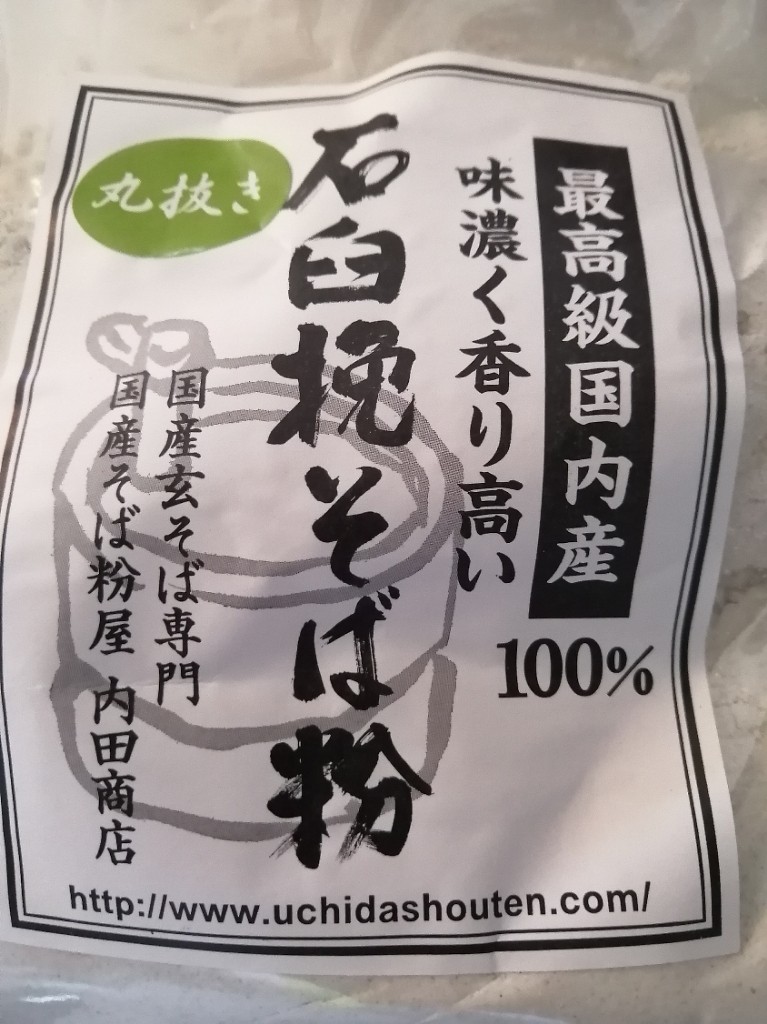 最高級国内産
100%
味濃く香り高い
石臼挽そば粉
丸抜き
国産玄そば専門
国産そば粉屋 内田商店
http://www.uchidashouten.com/